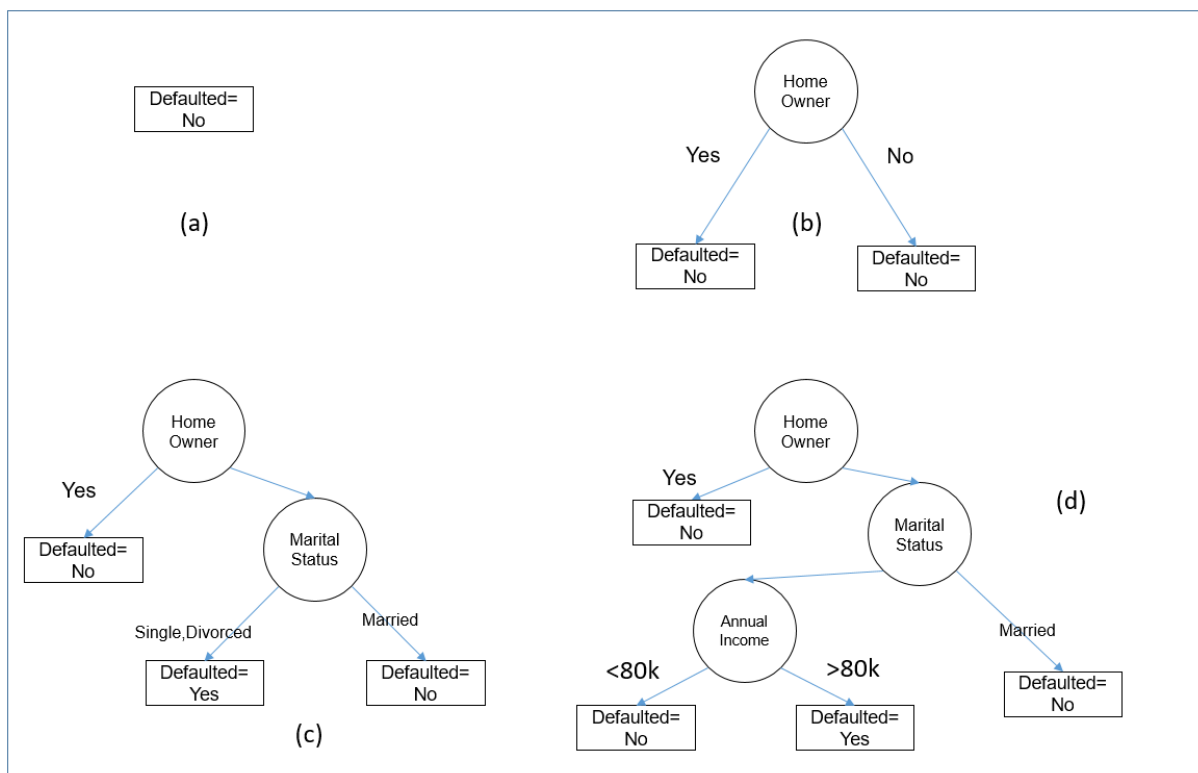 Defaulted=
No
(a)
Home
Owner
Yes
No
Defaulted=
No
Defaulted=
No
(b)
Home
Owner
Yes
Defaulted=
No
Marital
Status
Single,Divorced
Married
Defaulted=
Yes
Defaulted=
No
(c)
Home
Owner
Yes
Defaulted=
No
Marital
Status
(d)
Annual
Income
Married
<80k
>80k
Defaulted=
No
Defaulted=
Yes
Defaulted=
No